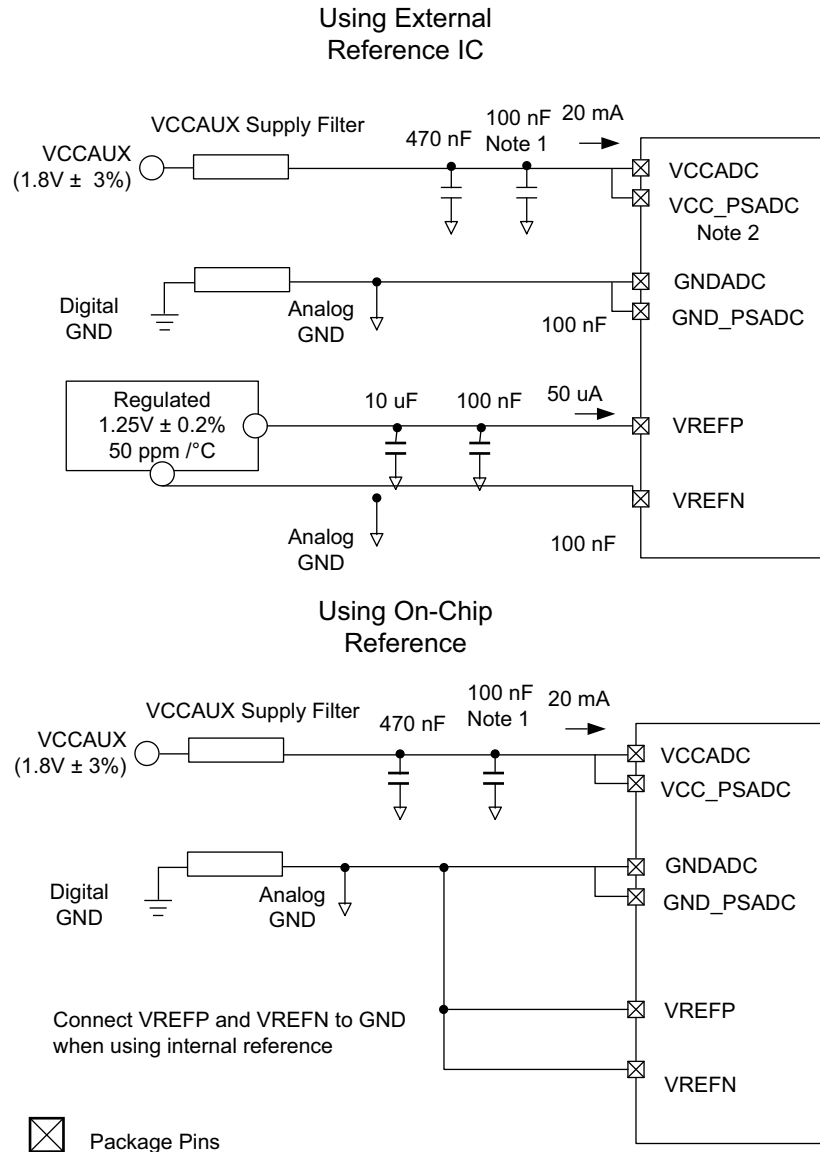 Using External
Reference IC
VCCAUX Supply Filter
470 nF
100 nF
Note 1
20 mA
VCCAUX
(1.8V ± 3%)
VCCADC
VCC_PSADC
Note 2
Digital
GND
Analog
GND
100 nF
GNDADC
GND_PSADC
Regulated
1.25V ± 0.2%
50 ppm /°C
10 uF
100 nF
50 uA
VREFP
VREFN
Analog
GND
100 nF
Using On-Chip
Reference
VCCAUX Supply Filter
470 nF
100 nF
Note 1
20 mA
VCCAUX
(1.8V ± 3%)
VCCADC
VCC_PSADC
Digital
GND
Analog
GND
GNDADC
GND_PSADC
Connect VREFP and VREFN to GND
when using internal reference
VREFP
VREFN
Package Pins